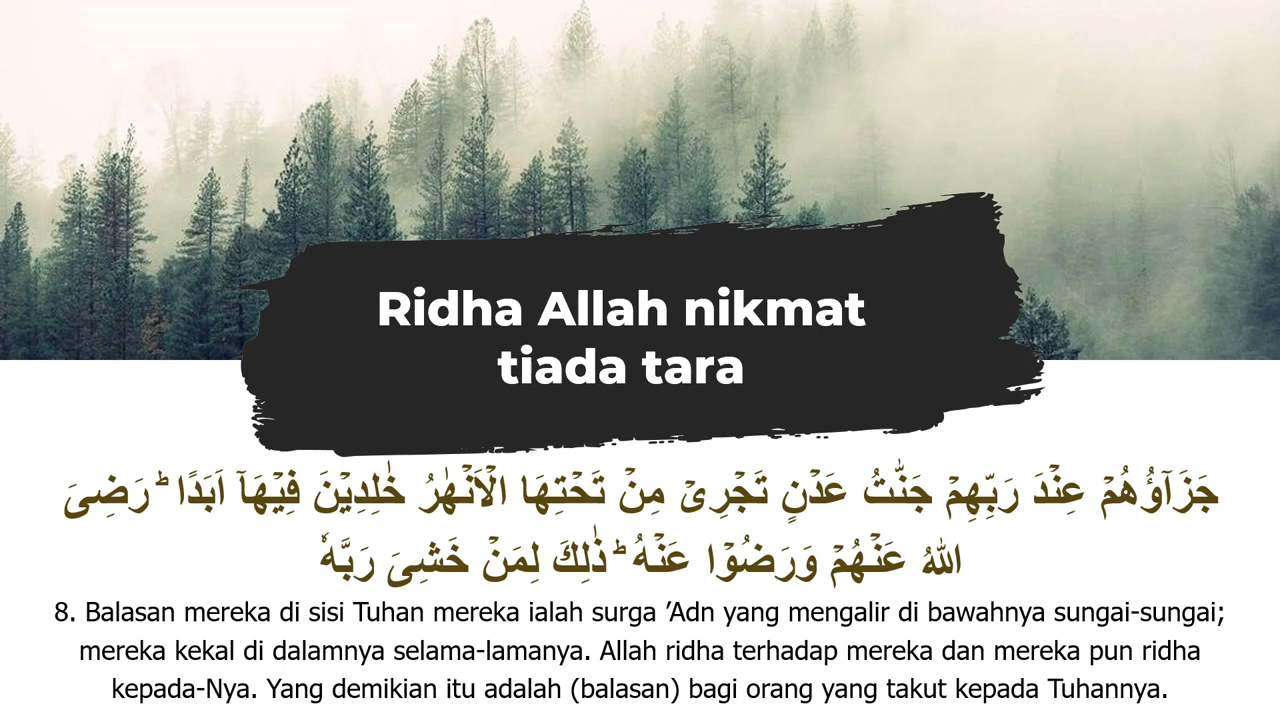 Ridha Allah nikmat
tiada tara
جَزَاۤؤُهُمْ عِنْدَ رَبِّهِمْ جَنّٰتُ عَدْنٍ تَجْرِيْ مِنْ تَحْتِهَا الْاَنْهٰرُ خٰلِدِيْنَ فِيْهَآ اَبَدًا ۗرَضِيَ
اللّٰهُ عَنْهُمْ وَرَضُوْا عَنْهُ ۗ ذٰلِكَ لِمَنْ خَشِيَ رَبَّهٗ
8. Balasan mereka di sisi Tuhan mereka ialah surga ’Adn yang mengalir di bawahnya sungai-sungai;
mereka kekal di dalamnya selama-lamanya. Allah ridha terhadap mereka dan mereka pun ridha
kepada-Nya. Yang demikian itu adalah (balasan) bagi orang yang takut kepada Tuhannya.